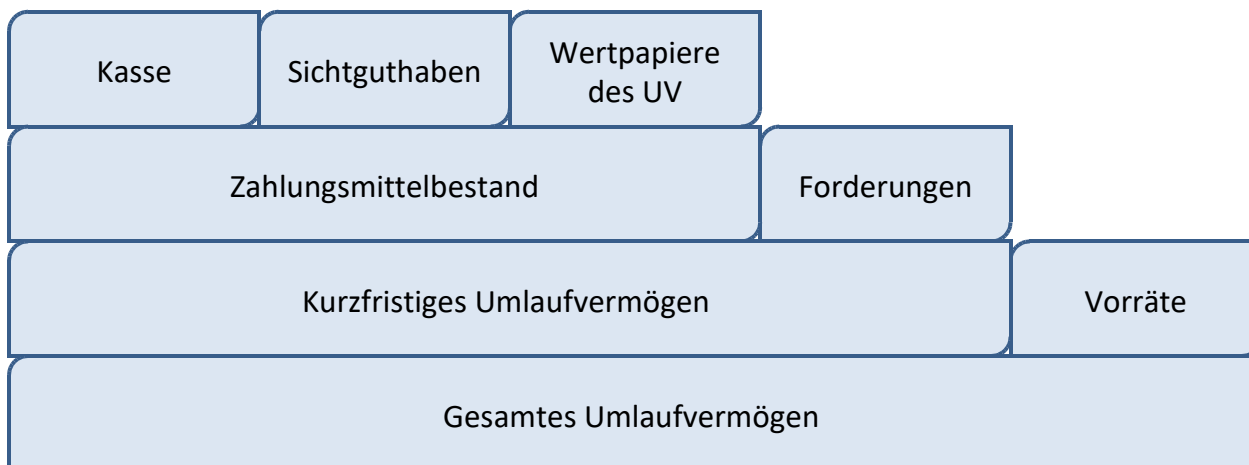 Kasse
Sichtguthaben
Wertpapiere
des UV
Zahlungsmittelbestand
Forderungen
Kurzfristiges Umlaufvermögen
Vorräte
Gesamtes Umlaufvermögen